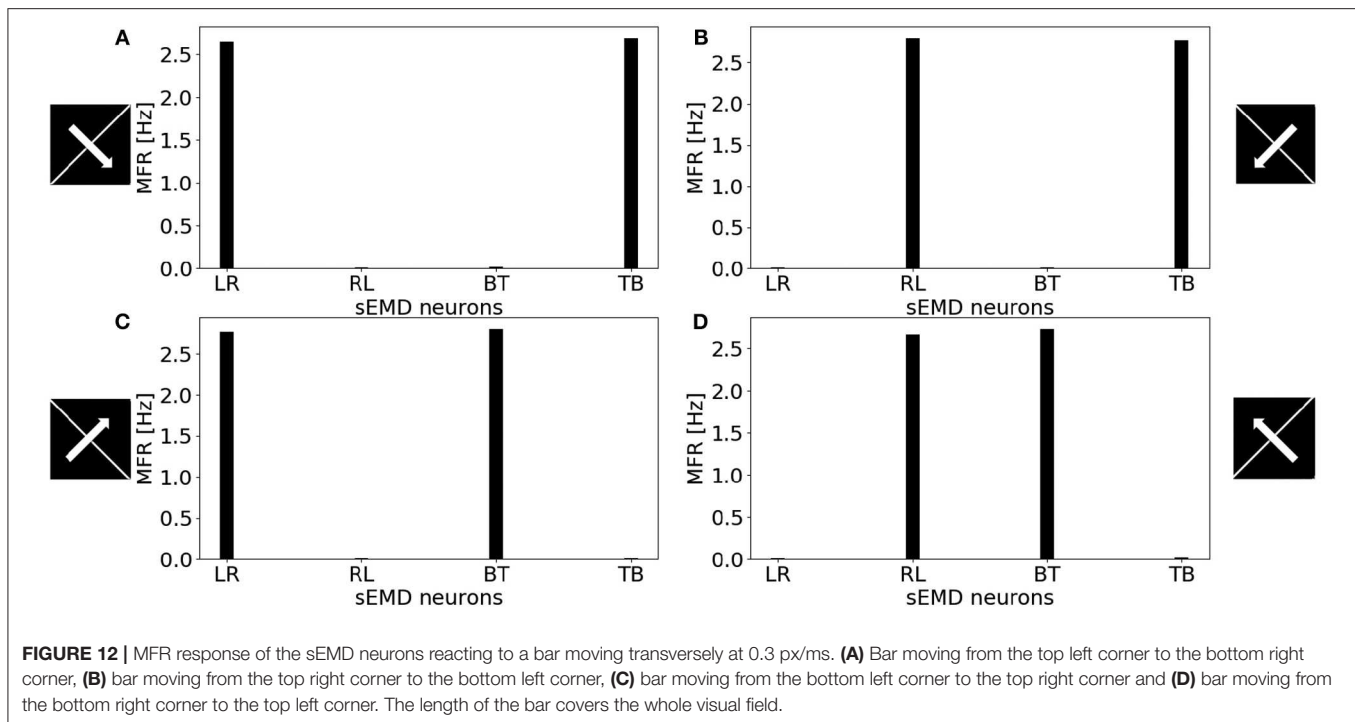 A
MFR [Hz]
2.5
2.0
1.5
1.0
0.5
0.0
LR RL BT TB
sEMD neurons
B
MFR [Hz]
2.5
2.0
1.5
1.0
0.5
0.0
LR RL BT TB
sEMD neurons
C
MFR [Hz]
2.5
2.0
1.5
1.0
0.5
0.0
LR RL BT TB
sEMD neurons
D
MFR [Hz]
2.5
2.0
1.5
1.0
0.5
0.0
LR RL BT TB
sEMD neurons
FIGURE 12 | MFR response of the sEMD neurons reacting to a bar moving transversely at 0.3 px/ms. (A) Bar moving from the top left corner to the bottom right
corner, (B) bar moving from the top right corner to the bottom left corner, (C) bar moving from the bottom left corner to the top right corner and (D) bar moving from
the bottom right corner to the top left corner. The length of the bar covers the whole visual field.